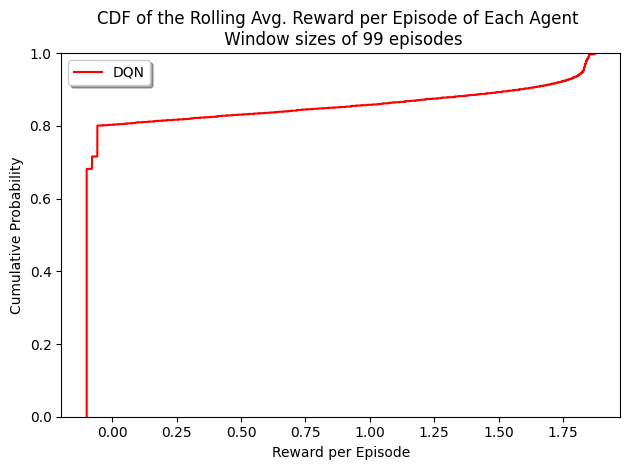 CDF of the Rolling Avg. Reward per Episode of Each Agent
Window sizes of 99 episodes
DQN
Cumulative Probability
1.0
0.8
0.6
0.4
0.2
0.0
0.00 0.25 0.50 0.75 1.00 1.25 1.50 1.75
Reward per Episode